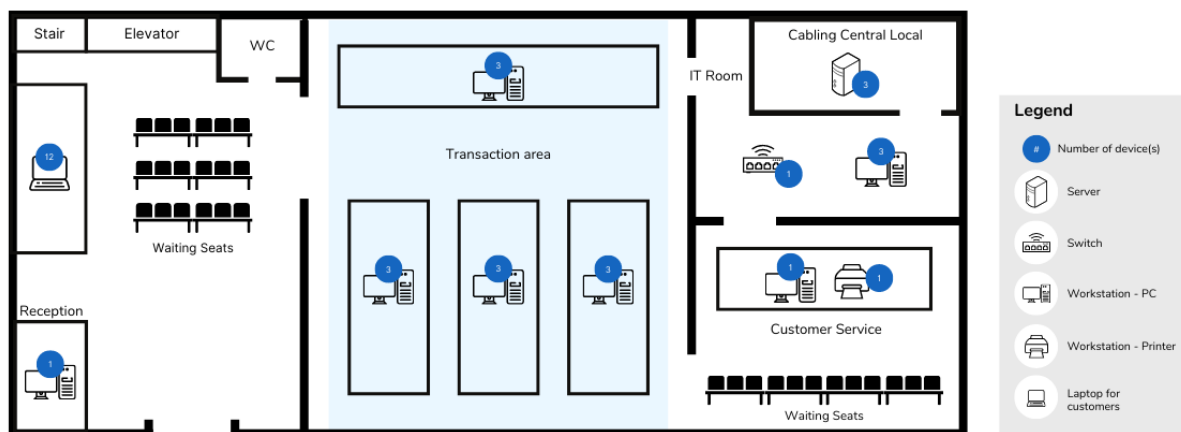 Stair
Elevator
WC
3
Cabling Central Local
3
IT Room
12
Transaction area
1
3
Waiting Seats
3
3
3
1
1
Reception
1
Customer Service
Waiting Seats
Legend
# Number of device(s)
Server
Switch
Workstation - PC
Workstation - Printer
Laptop for
customers